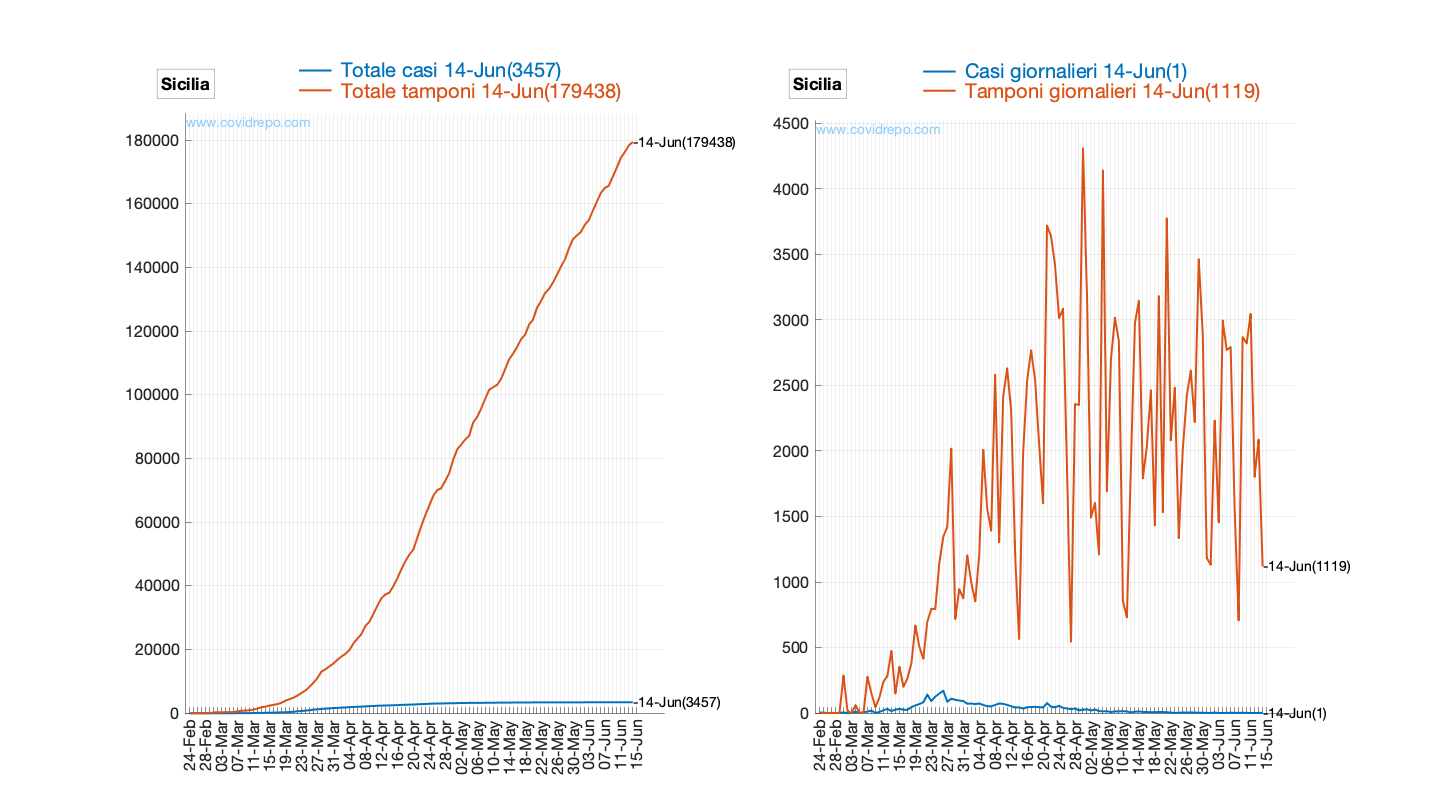 Sicilia
Totale casi 14-Jun(3457)
Totale tamponi 14-Jun(179438)
www.covidrepo.com
180000
160000
140000
120000
100000
80000
60000
40000
20000
0
14-Jun(179438)
14-Jun(3457)
24-Feb
28-Feb
03-Mar
07-Mar
11-Mar
15-Mar
19-Mar
23-Mar
27-Mar
31-Mar
04-Apr
08-Apr
12-Apr
16-Apr
20-Apr
24-Apr
28-Apr
02-May
06-May
10-May
14-May
18-May
22-May
26-May
30-May
03-Jun
07-Jun
11-Jun
15-Jun
Sicilia
Casi giornalieri 14-Jun(1)
Tamponi giornalieri 14-Jun(1119)
www.covidrepo.com
4500
4000
3500
3000
2500
2000
1500
1000
500
0
14-Jun(1119)
14-Jun(1)
24-Feb
28-Feb
03-Mar
07-Mar
11-Mar
15-Mar
19-Mar
23-Mar
27-Mar
31-Mar
04-Apr
08-Apr
12-Apr
16-Apr
20-Apr
24-Apr
28-Apr
02-May
06-May
10-May
14-May
18-May
22-May
26-May
30-May
03-Jun
07-Jun
11-Jun
15-Jun